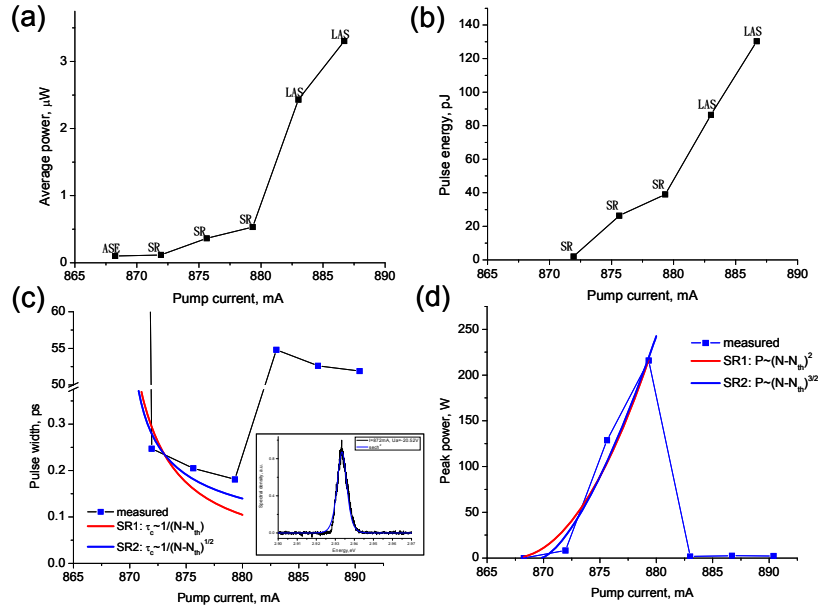 (a)
Average power, μW
3
2
1
0
ASE
SR
SR
SR
LAS
LAS
865 870 875 880 885 890
Pump current, mA
(b)
Pulse energy, pJ
140
120
100
80
60
40
20
0
SR
SR
SR
LAS
LAS
865 870 875 880 885 890
Pump current, mA
(c)
Pulse width, ps
60
55
50
0.3
0.2
0.1
0.0
measured
SR1: τc~1/(N-Nth)
SR2: τc~1/(N-Nth)1/2
Spectral density, a.u.
Energy, eV
865 870 875 880 885 890
Pump current, mA
(d)
Peak power, W
250
200
150
100
50
0
measured
SR1: P~(N-Nth)2
SR2: P~(N-Nth)3/2
865 870 875 880 885 890
Pump current, mA